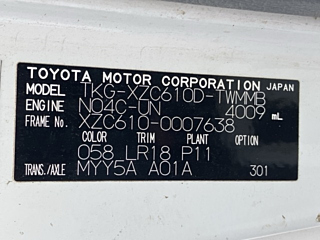 TOYOTA MOTOR CORPORATION JAPAN
MODEL TKG-XZC610D-TWMMB
ENGINE N04C-UN 4009 mL
FRAME No. XZC610-0007638
COLOR TRIM PLANT OPTION
058 LR18 P11
TRANS./AXLE MYY5A A01A 301